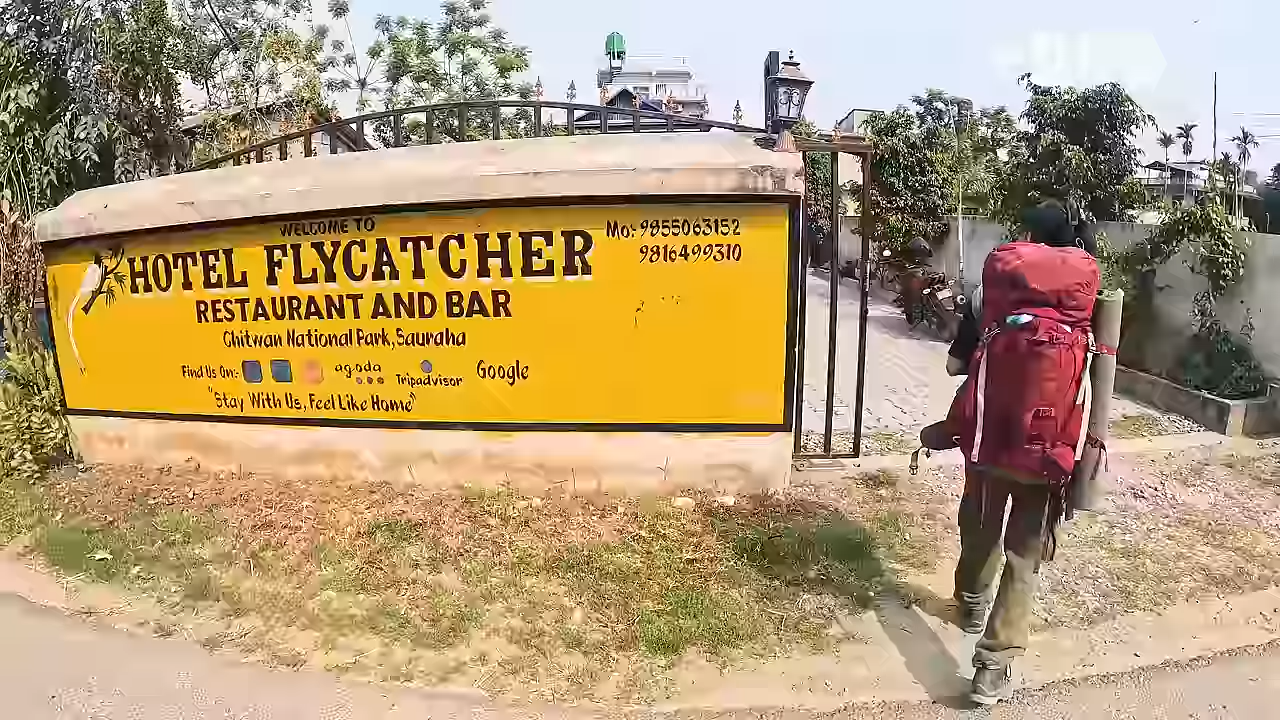 WELCOME TO
HOTEL FLYCATCHER
RESTAURANT AND BAR
Chitwan National Park, Sauraha
Find Us On:- agoda Tripadvisor Google
"Stay With Us, Feel Like Home"
Mo:- 9855063152
9816499310